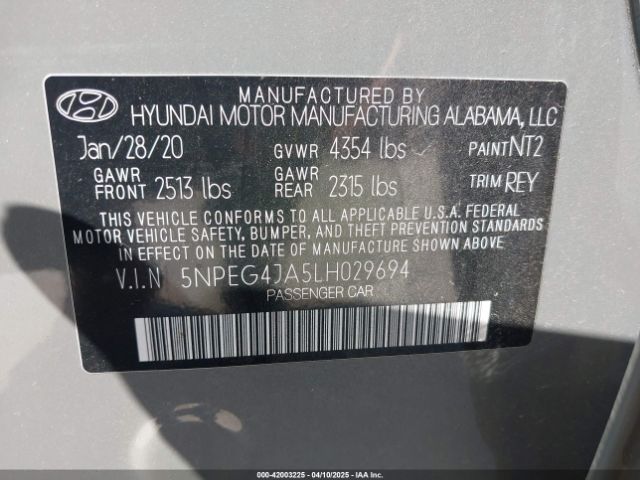 MANUFACTURED BY
HYUNDAI MOTOR MANUFACTURING ALABAMA, LLC
Jan/28/20 GVWR 4354 lbs PAINT NT2
GAWR FRONT 2513 lbs GAWR REAR 2315 lbs TRIM REY
THIS VEHICLE CONFORMS TO ALL APPLICABLE U.S.A. FEDERAL
MOTOR VEHICLE SAFETY, BUMPER, AND THEFT PREVENTION STANDARDS
IN EFFECT ON THE DATE OF MANUFACTURE SHOWN ABOVE.
V.I.N 5NPEG4JA5LH029694
PASSENGER CAR
000-42003225 - 04/10/2025 - IAA, Inc.